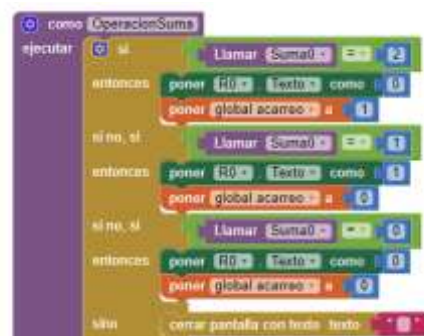 como OperacionSuma
ejecutar si Llamar Suma0 = 2
entonces poner R0 . Texto como 0
poner global acarreo a 1
si no, si Llamar Suma0 = 1
entonces poner R0 . Texto como 1
poner global acarreo a 0
si no, si Llamar Suma0 = 0
entonces poner R0 . Texto como 0
poner global acarreo a 0
sino cerrar pantalla con texto texto